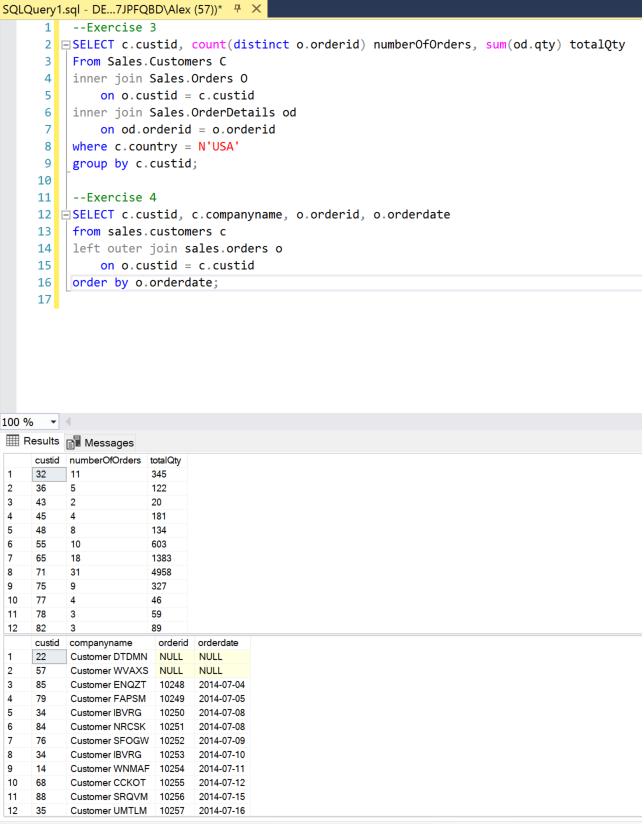 SQLQuery1.sql - DE...7JPFQBD\Alex (57))*
1 --Exercise 3
2 SELECT c.custid, count(distinct o.orderid) numberOfOrders, sum(od.qty) totalQty
3 From Sales.Customers C
4 inner join Sales.Orders O
5 on o.custid = c.custid
6 inner join Sales.OrderDetails od
7 on od.orderid = o.orderid
8 where c.country = N'USA'
9 group by c.custid;
10
11 --Exercise 4
12 SELECT c.custid, c.companyname, o.orderid, o.orderdate
13 from sales.customers c
14 left outer join sales.orders o
15 on o.custid = c.custid
16 order by o.orderdate;
17
100 %
Results Messages
custid numberOfOrders totalQty
1 32 11 345
2 36 5 122
3 43 2 20
4 45 4 181
5 48 8 134
6 55 10 603
7 65 18 1383
8 71 31 4958
9 75 9 327
10 77 4 46
11 78 3 59
12 82 3 89
custid companyname orderid orderdate
1 22 Customer DTDMN NULL NULL
2 57 Customer WVAXS NULL NULL
3 85 Customer ENQZT 10248 2014-07-04
4 79 Customer FAPSM 10249 2014-07-05
5 34 Customer IBVRG 10250 2014-07-08
6 84 Customer NRCSK 10251 2014-07-08
7 76 Customer SFOGW 10252 2014-07-09
8 34 Customer IBVRG 10253 2014-07-10
9 14 Customer WNMAF 10254 2014-07-11
10 68 Customer CCKOT 10255 2014-07-12
11 88 Customer SRQVM 10256 2014-07-15
12 35 Customer UMTLM 10257 2014-07-16